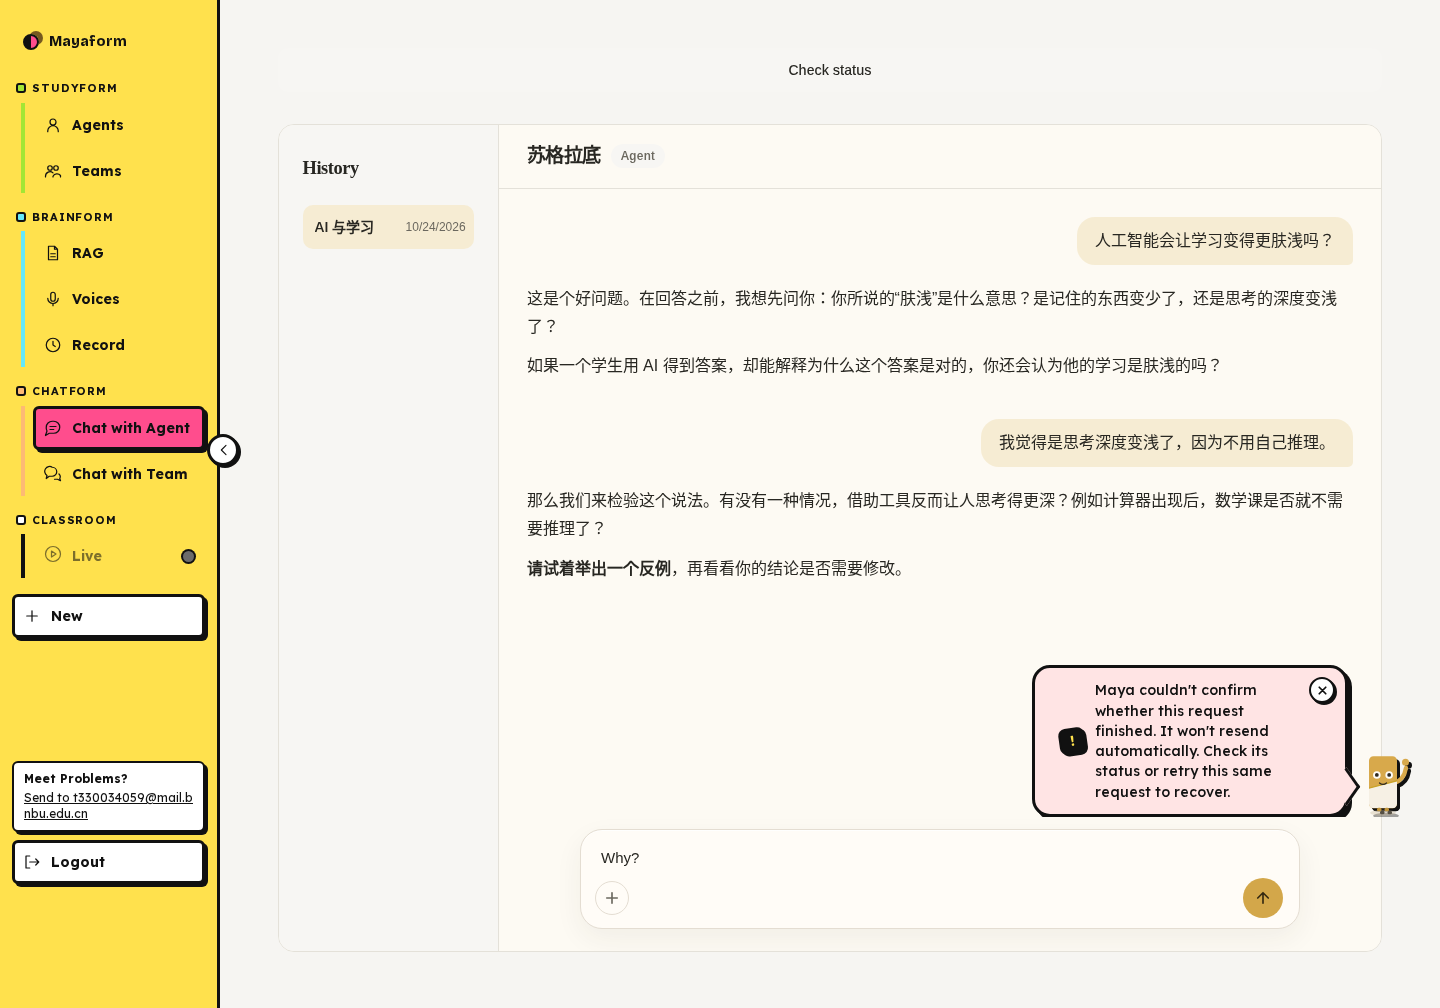 Mayaform
STUDYFORM
Agents
Teams
BRAINFORM
RAG
Voices
Record
CHATFORM
Chat with Agent
Chat with Team
CLASSROOM
Live
New
Meet Problems?
Send to t330034059@mail.b
nbu.edu.cn
Logout
Check status
History
AI 与学习
10/24/2026
苏格拉底
Agent
人工智能会让学习变得更肤浅吗？
这是个好问题。在回答之前，我想先问你：你所说的“肤浅”是什么意思？是记住的东西变少了，还是思考的深度变浅
了？
如果一个学生用 AI 得到答案，却能解释为什么这个答案是对的，你还会认为他的学习是肤浅的吗？
我觉得是思考深度变浅了，因为不用自己推理。
那么我们来检验这个说法。有没有一种情况，借助工具反而让人思考得更深？例如计算器出现后，数学课是否就不需
要推理了？
请试着举出一个反例，再看看你的结论是否需要修改。
!
Maya couldn't confirm
whether this request
finished. It won't resend
automatically. Check its
status or retry this same
request to recover.
Why?